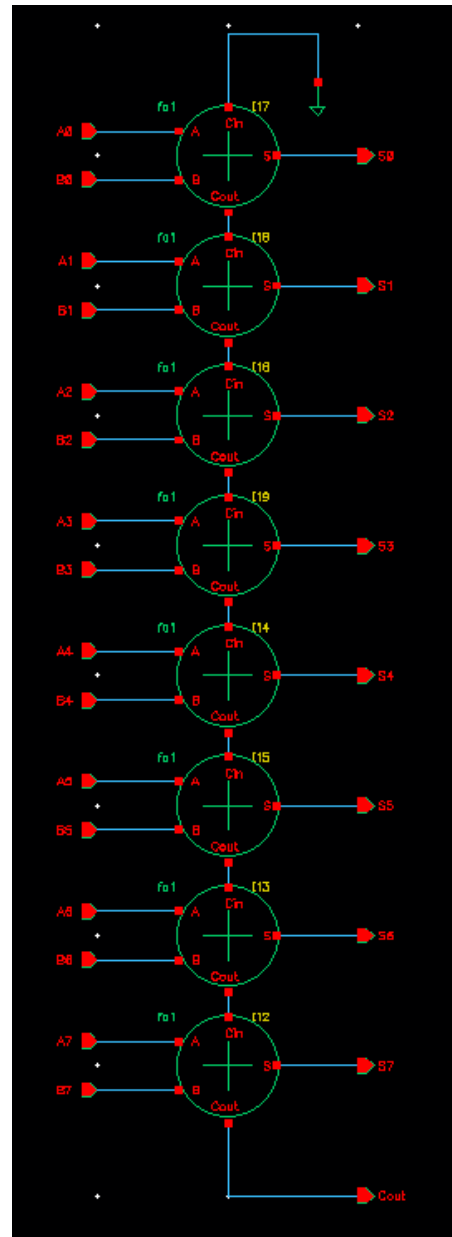 fa1 I17
Cin
A0 A
S S0
B0 B
Cout
fa1 I18
Cin
A1 A
S S1
B1 B
Cout
fa1 I16
Cin
A2 A
S S2
B2 B
Cout
fa1 I19
Cin
A3 A
S S3
B3 B
Cout
fa1 I14
Cin
A4 A
S S4
B4 B
Cout
fa1 I15
Cin
A5 A
S S5
B5 B
Cout
fa1 I13
Cin
A6 A
S S6
B6 B
Cout
fa1 I12
Cin
A7 A
S S7
B7 B
Cout
Cout